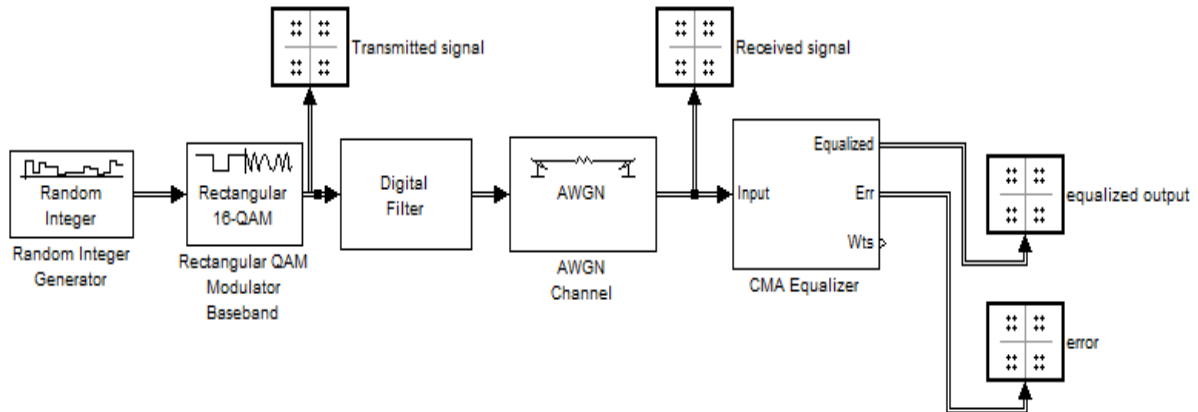 Transmitted signal
Received signal
Random
Integer
Random Integer
Generator
Rectangular
16-QAM
Rectangular QAM
Modulator
Baseband
Digital
Filter
AWGN
AWGN
Channel
Input
Equalized
Err
Wts
CMA Equalizer
equalized output
error